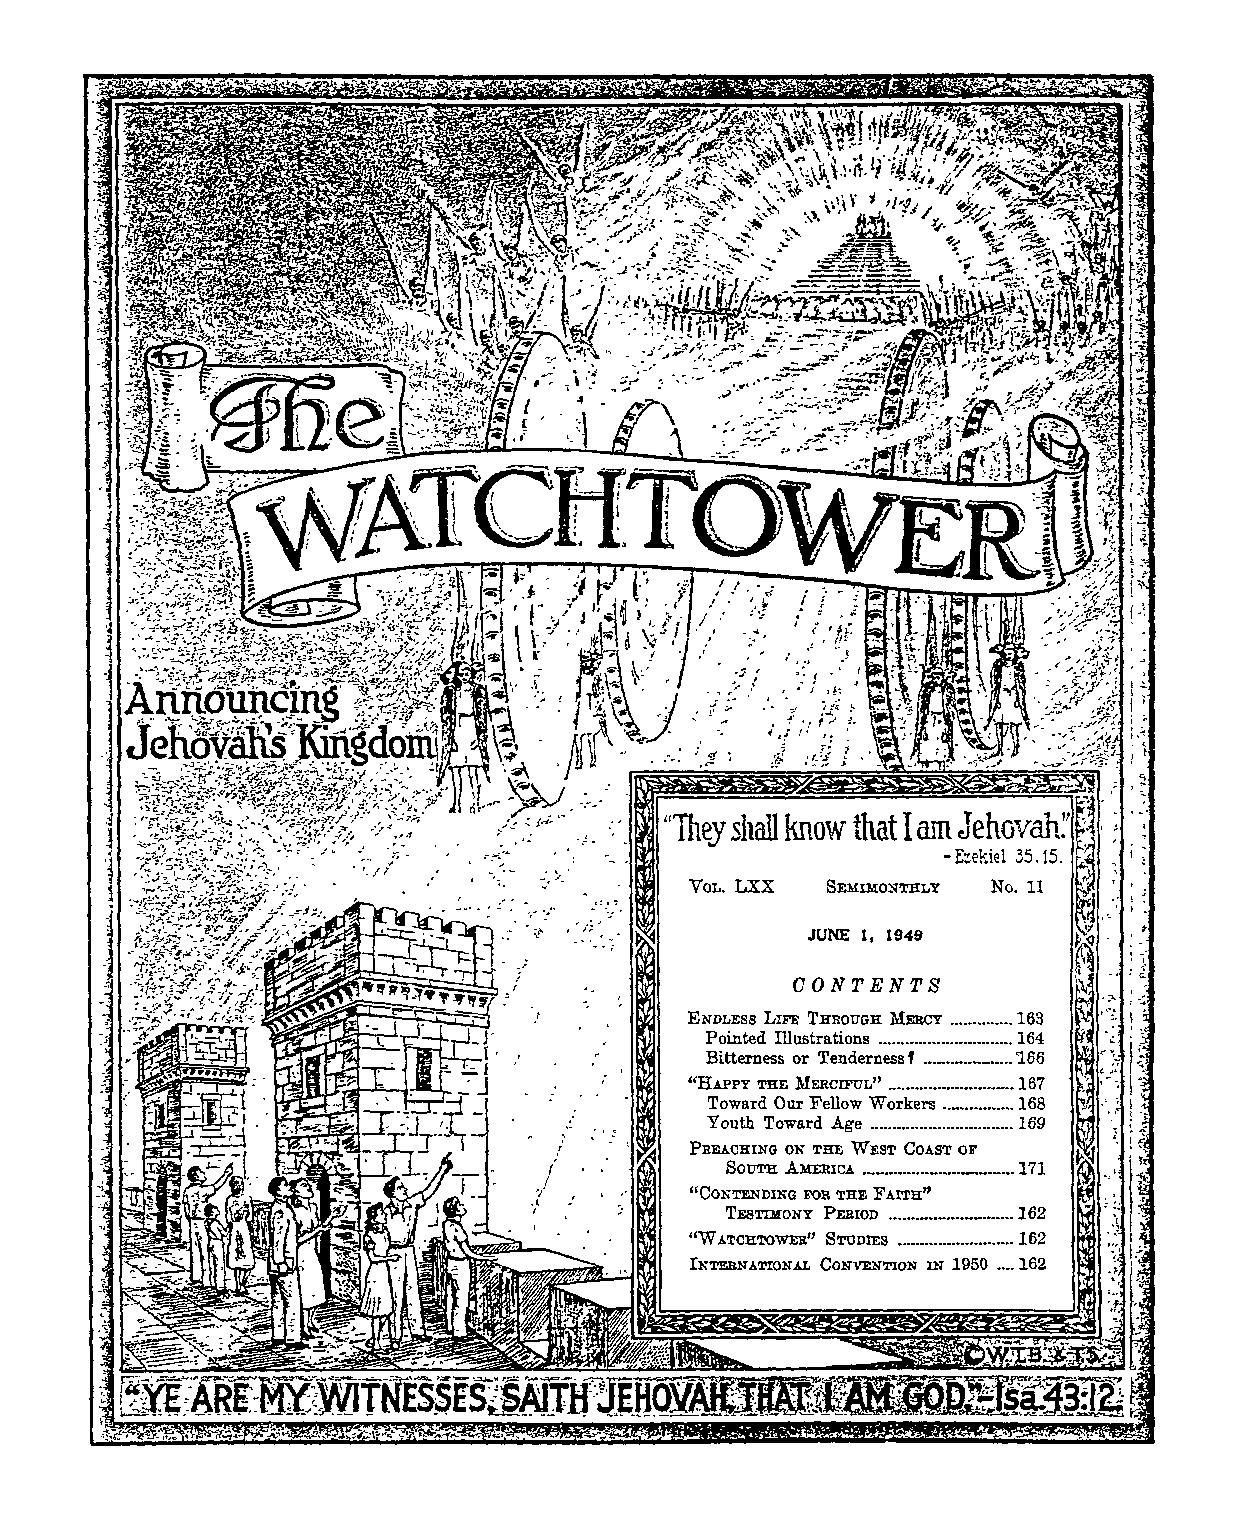 The
WATCHTOWER
Announcing
Jehovah's Kingdom
"They shall know that I am Jehovah."
-Ezekiel 35.15.
VOL. LXX SEMIMONTHLY No. 11
JUNE 1, 1949
CONTENTS
ENDLESS LIFE THROUGH MERCY .............163
Pointed Illustrations ............................164
Bitterness or Tenderness? ...................166
"HAPPY THE MERCIFUL" ..........................167
Toward Our Fellow Workers ...............168
Youth Toward Age ..............................169
PREACHING ON THE WEST COAST OF
SOUTH AMERICA ................................171
"CONTENDING FOR THE FAITH"
TESTIMONY PERIOD ..........................162
"WATCHTOWER" STUDIES ........................162
INTERNATIONAL CONVENTION IN 1950 ....162
©W.T.B. & T.S.
"YE ARE MY WITNESSES, SAITH JEHOVAH, THAT I AM GOD."-Isa.43:12.